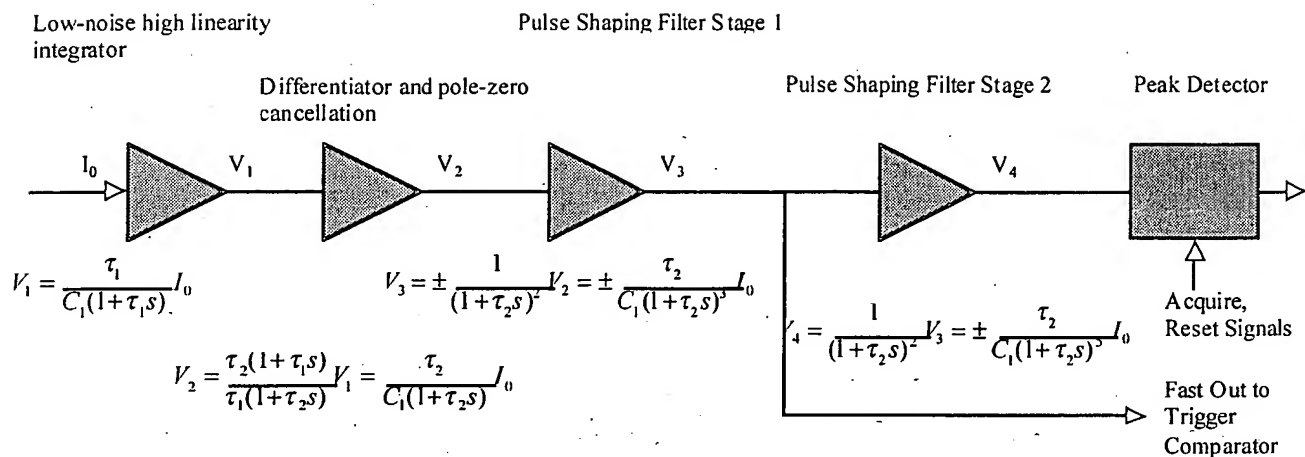 Low-noise high linearity
integrator
Pulse Shaping Filter Stage 1
Differentiator and pole-zero
cancellation
Pulse Shaping Filter Stage 2
Peak Detector
I₀
V₁
V₂
V₃
V₄
V₁ = τ₁/(C₁(1+τ₁s)) I₀
V₃ = ± 1/(1+τ₂s)² V₂ = ± τ₂/(C₁(1+τ₂s)³) I₀
V₄ = 1/(1+τ₂s)² V₃ = ± τ₂/(C₁(1+τ₂s)⁵) I₀
Acquire,
Reset Signals
V₂ = τ₂(1+τ₁s)/(τ₁(1+τ₂s)) V₁ = τ₂/(C₁(1+τ₂s)) I₀
Fast Out to
Trigger
Comparator